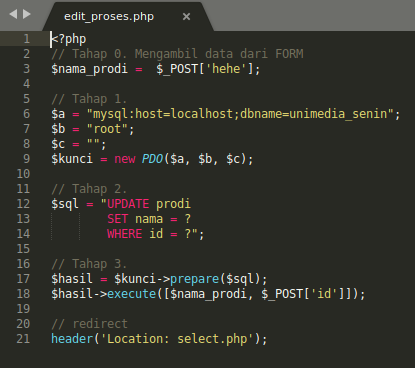 edit_proses.php ×
1 <?php
2 // Tahap 0. Mengambil data dari FORM
3 $nama_prodi =  $_POST['hehe'];
4
5 // Tahap 1.
6 $a = "mysql:host=localhost;dbname=unimedia_senin";
7 $b = "root";
8 $c = "";
9 $kunci = new PDO($a, $b, $c);
10
11 // Tahap 2.
12 $sql = "UPDATE prodi
13         SET nama = ?
14         WHERE id = ?";
15
16 // Tahap 3.
17 $hasil = $kunci->prepare($sql);
18 $hasil->execute([$nama_prodi, $_POST['id']]);
19
20 // redirect
21 header('Location: select.php');